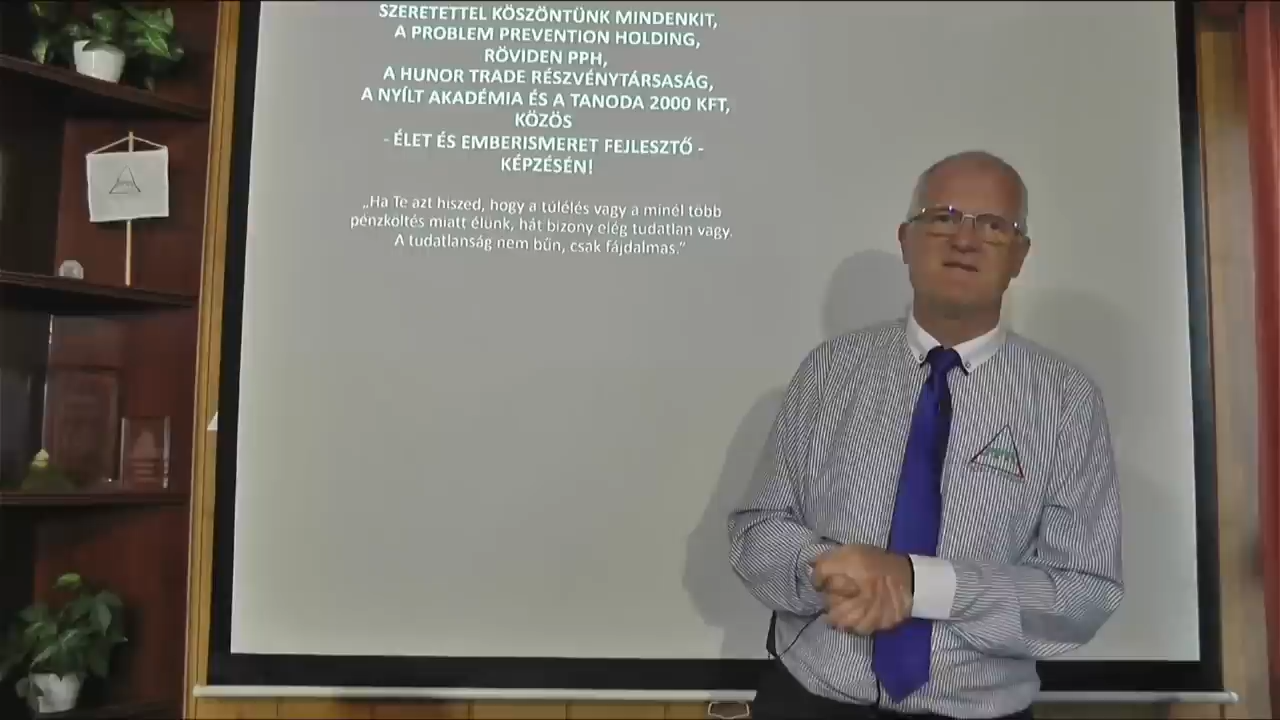 SZERETETTEL KÖSZÖNTÜNK MINDENKIT,
A PROBLEM PREVENTION HOLDING,
RÖVIDEN PPH,
A HUNOR TRADE RÉSZVÉNYTÁRSASÁG,
A NYÍLT AKADÉMIA ÉS A TANODA 2000 KFT,
KÖZÖS
- ÉLET ÉS EMBERISMERET FEJLESZTŐ -
KÉPZÉSÉN!
„Ha Te azt hiszed, hogy a túlélés vagy a minél több
pénzköltés miatt élünk, hát bizony elég tudatlan vagy.
A tudatlanság nem bűn, csak fájdalmas.”